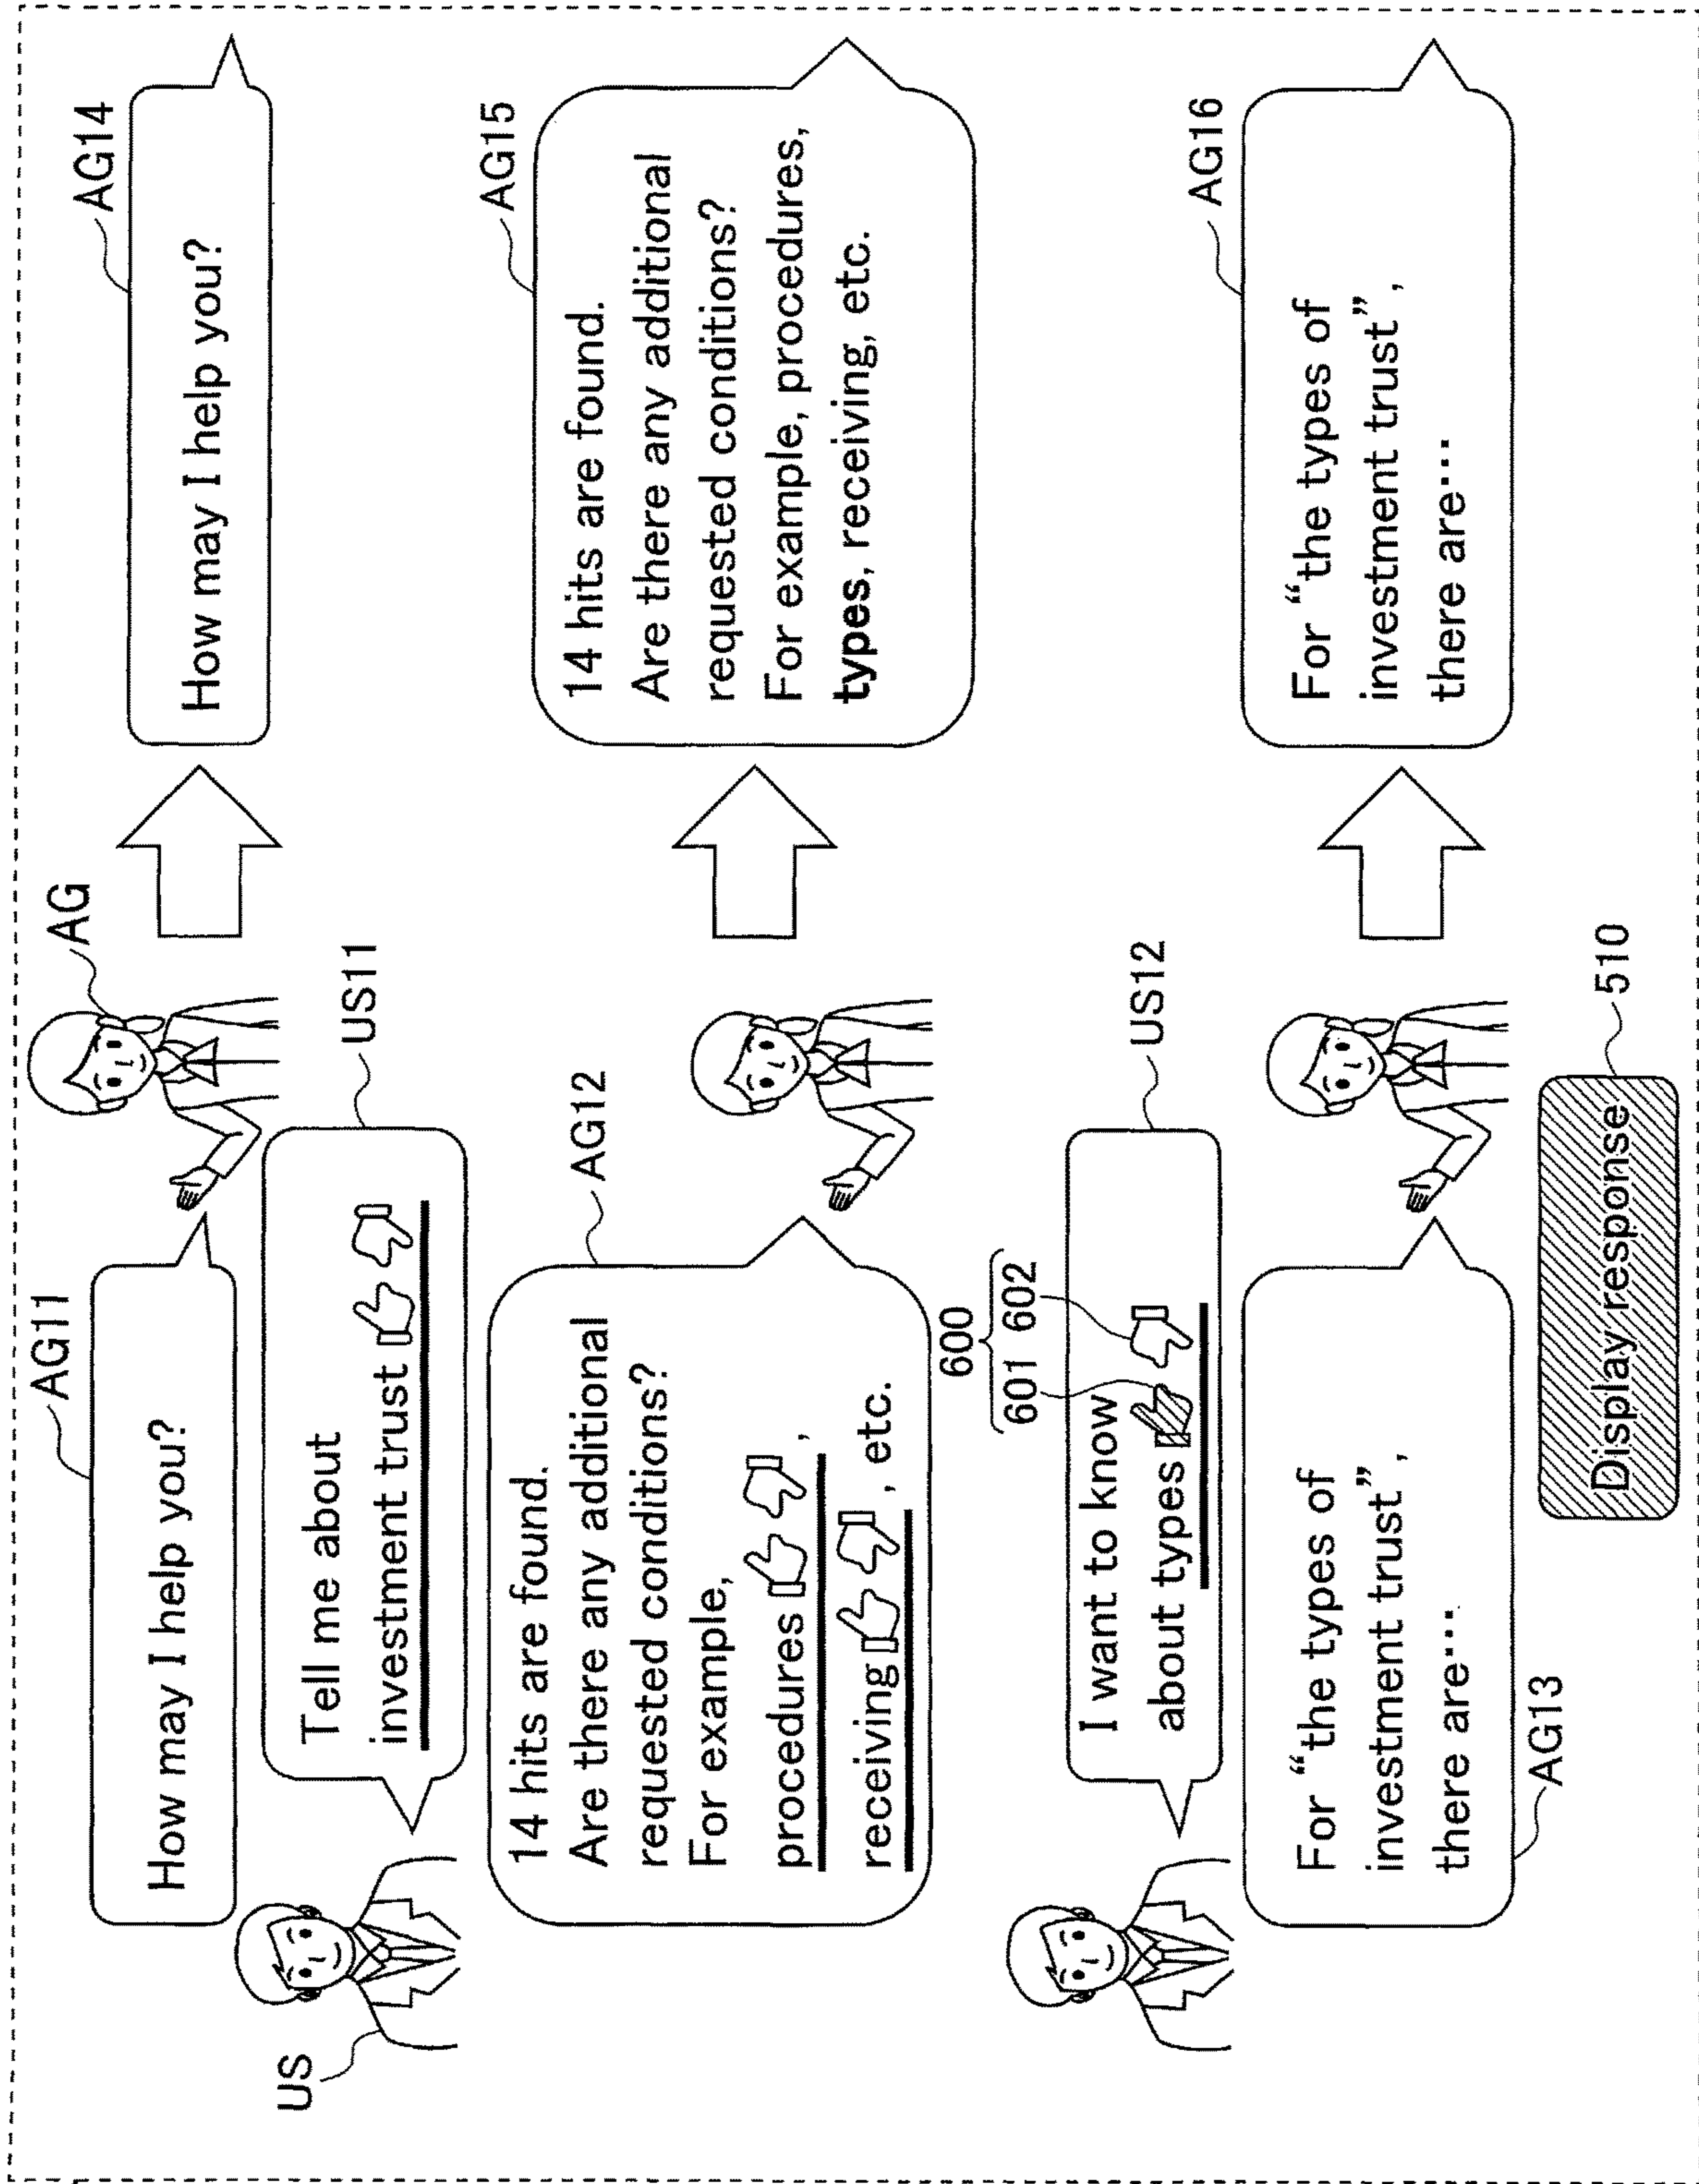 AG11
How may I help you?
AG
AG14
How may I help you?
US
Tell me about
investment trust
US11
14 hits are found.
Are there any additional
requested conditions?
For example,
procedures ,
receiving , etc.
AG12
AG15
14 hits are found.
Are there any additional
requested conditions?
For example, procedures,
types, receiving, etc.
600
601 602
I want to know
about types
US12
For “the types of
investment trust”,
there are···
AG13
AG16
For “the types of
investment trust”,
there are···
Display response
510